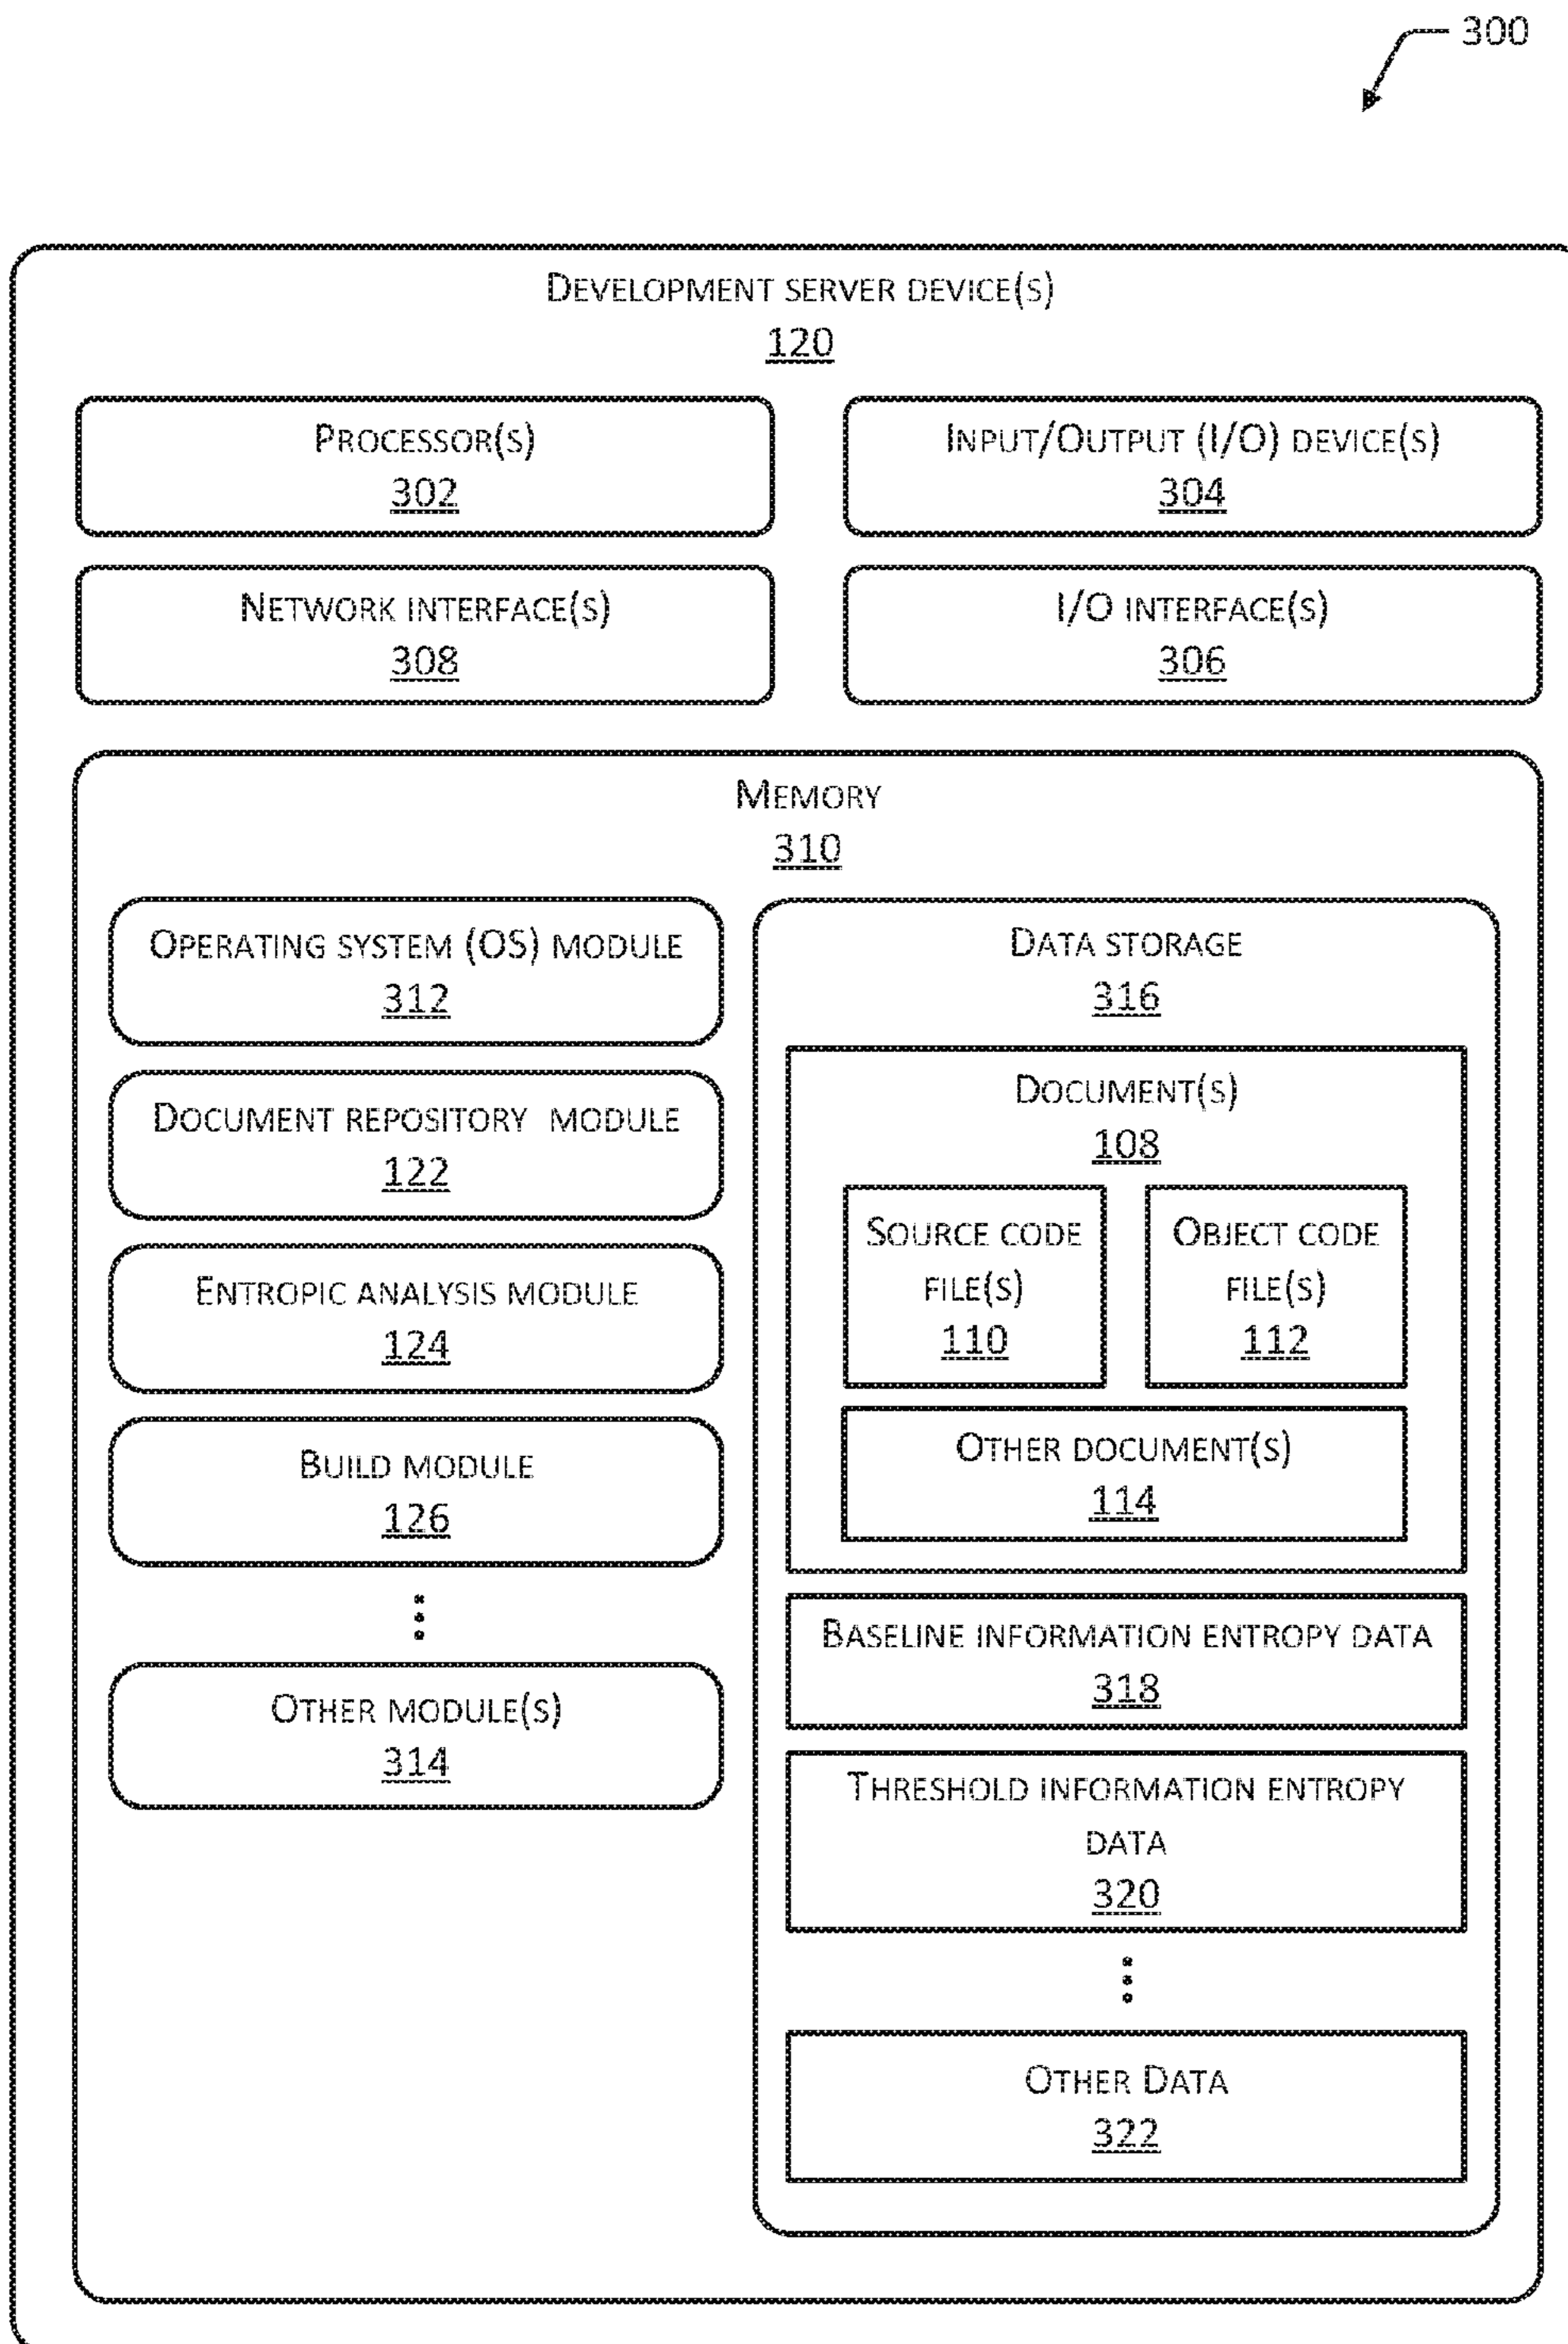 300
DEVELOPMENT SERVER DEVICE(S)
120
PROCESSOR(S)
302
INPUT/OUTPUT (I/O) DEVICE(S)
304
NETWORK INTERFACE(S)
308
I/O INTERFACE(S)
306
MEMORY
310
OPERATING SYSTEM (OS) MODULE
312
DOCUMENT REPOSITORY MODULE
122
ENTROPIC ANALYSIS MODULE
124
BUILD MODULE
126
OTHER MODULE(S)
314
DATA STORAGE
316
DOCUMENT(S)
108
SOURCE CODE
FILE(S)
110
OBJECT CODE
FILE(S)
112
OTHER DOCUMENT(S)
114
BASELINE INFORMATION ENTROPY DATA
318
THRESHOLD INFORMATION ENTROPY
DATA
320
OTHER DATA
322